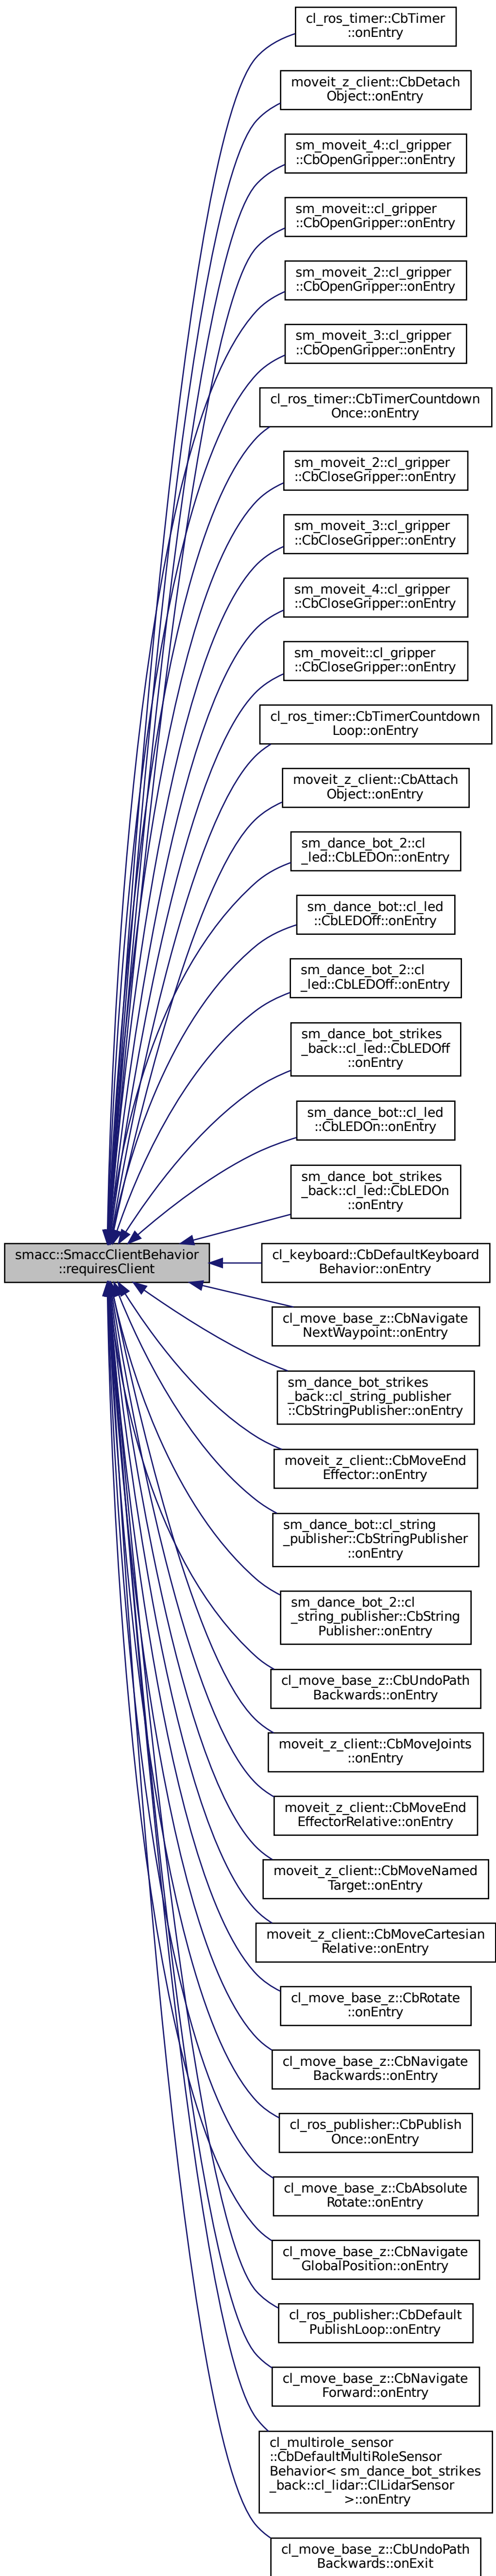 cl_ros_timer::CbTimer
::onEntry
moveit_z_client::CbDetach
Object::onEntry
sm_moveit_4::cl_gripper
::CbOpenGripper::onEntry
sm_moveit::cl_gripper
::CbOpenGripper::onEntry
sm_moveit_2::cl_gripper
::CbOpenGripper::onEntry
sm_moveit_3::cl_gripper
::CbOpenGripper::onEntry
cl_ros_timer::CbTimerCountdown
Once::onEntry
sm_moveit_2::cl_gripper
::CbCloseGripper::onEntry
sm_moveit_3::cl_gripper
::CbCloseGripper::onEntry
sm_moveit_4::cl_gripper
::CbCloseGripper::onEntry
sm_moveit::cl_gripper
::CbCloseGripper::onEntry
cl_ros_timer::CbTimerCountdown
Loop::onEntry
moveit_z_client::CbAttach
Object::onEntry
sm_dance_bot_2::cl
_led::CbLEDOn::onEntry
sm_dance_bot::cl_led
::CbLEDOff::onEntry
sm_dance_bot_2::cl
_led::CbLEDOff::onEntry
sm_dance_bot_strikes
_back::cl_led::CbLEDOff
::onEntry
sm_dance_bot::cl_led
::CbLEDOn::onEntry
sm_dance_bot_strikes
_back::cl_led::CbLEDOn
::onEntry
smacc::SmaccClientBehavior
::requiresClient
cl_keyboard::CbDefaultKeyboard
Behavior::onEntry
cl_move_base_z::CbNavigate
NextWaypoint::onEntry
sm_dance_bot_strikes
_back::cl_string_publisher
::CbStringPublisher::onEntry
moveit_z_client::CbMoveEnd
Effector::onEntry
sm_dance_bot::cl_string
_publisher::CbStringPublisher
::onEntry
sm_dance_bot_2::cl
_string_publisher::CbString
Publisher::onEntry
cl_move_base_z::CbUndoPath
Backwards::onEntry
moveit_z_client::CbMoveJoints
::onEntry
moveit_z_client::CbMoveEnd
EffectorRelative::onEntry
moveit_z_client::CbMoveNamed
Target::onEntry
moveit_z_client::CbMoveCartesian
Relative::onEntry
cl_move_base_z::CbRotate
::onEntry
cl_move_base_z::CbNavigate
Backwards::onEntry
cl_ros_publisher::CbPublish
Once::onEntry
cl_move_base_z::CbAbsolute
Rotate::onEntry
cl_move_base_z::CbNavigate
GlobalPosition::onEntry
cl_ros_publisher::CbDefault
PublishLoop::onEntry
cl_move_base_z::CbNavigate
Forward::onEntry
cl_multirole_sensor
::CbDefaultMultiRoleSensor
Behavior< sm_dance_bot_strikes
_back::cl_lidar::ClLidarSensor
>::onEntry
cl_move_base_z::CbUndoPath
Backwards::onExit